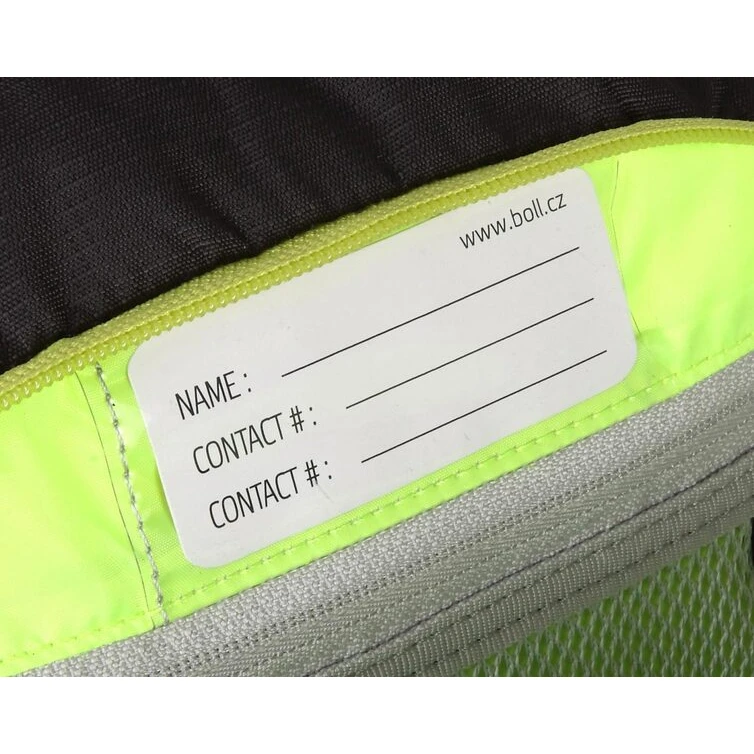 www.boll.cz
NAME :
CONTACT # :
CONTACT # :